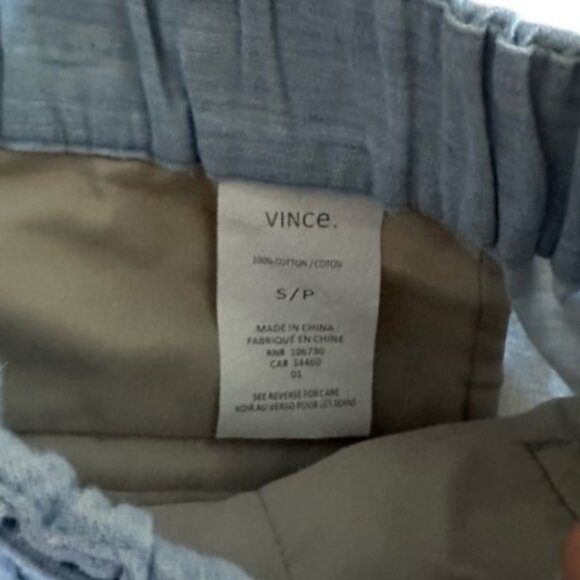 VINCe.
100% COTTON / COTON
S/P
MADE IN CHINA
FABRIQUÉ EN CHINE
RN# 106730
CA# 34460
01
SEE REVERSE FOR CARE
VOIR AU VERSO POUR LES SOINS